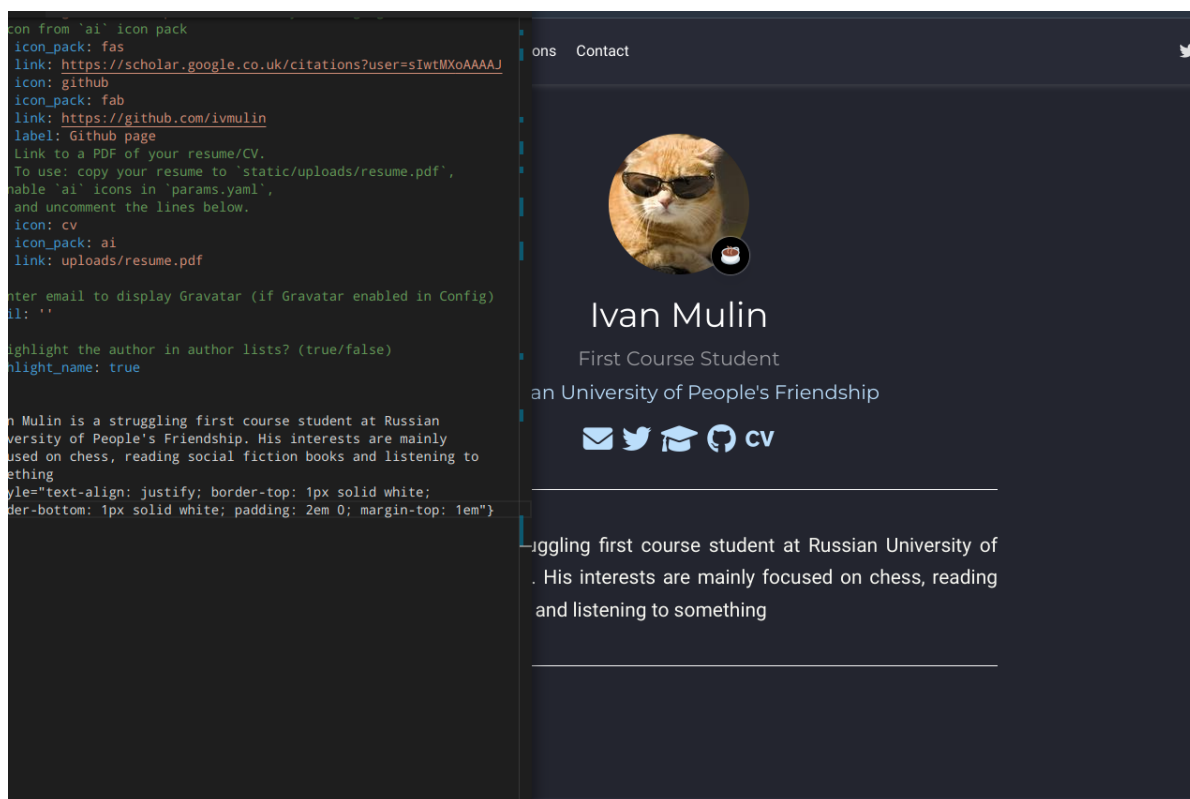 con from `ai` icon pack
icon_pack: fas
link: https://scholar.google.co.uk/citations?user=sIwtMXoAAAAJ
icon: github
icon_pack: fab
link: https://github.com/ivmulin
label: Github page
Link to a PDF of your resume/CV.
To use: copy your resume to `static/uploads/resume.pdf`,
nable `ai` icons in `params.yaml`,
and uncomment the lines below.
icon: cv
icon_pack: ai
link: uploads/resume.pdf
nter email to display Gravatar (if Gravatar enabled in Config)
il: ''
ighlight the author in author lists? (true/false)
hlight_name: true
n Mulin is a struggling first course student at Russian
versity of People's Friendship. His interests are mainly
used on chess, reading social fiction books and listening to
ething
yle="text-align: justify; border-top: 1px solid white;
der-bottom: 1px solid white; padding: 2em 0; margin-top: 1em"}
ons Contact
Ivan Mulin
First Course Student
an University of People's Friendship
CV
uggling first course student at Russian University of
. His interests are mainly focused on chess, reading
and listening to something